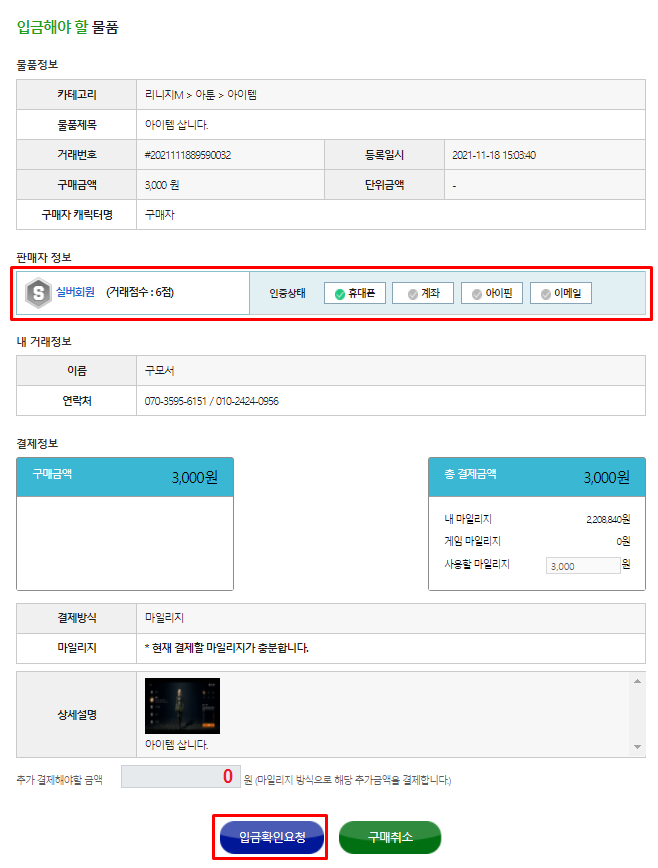 입금해야 할 물품
물품정보
카테고리 리니지M > 아툰 > 아이템
물품제목 아이템 삽니다.
거래번호 #2021111889590032 등록일시 2021-11-18 15:03:40
구매금액 3,000 원 단위금액 -
구매자 캐릭터명 구매자
판매자 정보
S 실버회원 (거래점수 : 6점) 인증상태 휴대폰 계좌 아이핀 이메일
내 거래정보
이름 구모서
연락처 070-3595-6151 / 010-2424-0956
결제정보
구매금액 3,000원 총 결제금액 3,000원
내 마일리지 2,208,840원
게임 마일리지 0원
사용할 마일리지 3,000 원
결제방식 마일리지
마일리지 * 현재 결제할 마일리지가 충분합니다.
상세설명
아이템 삽니다.
추가 결제해야할 금액 0 원 (마일리지 방식으로 해당 추가금액을 결제합니다)
입금확인요청 구매취소